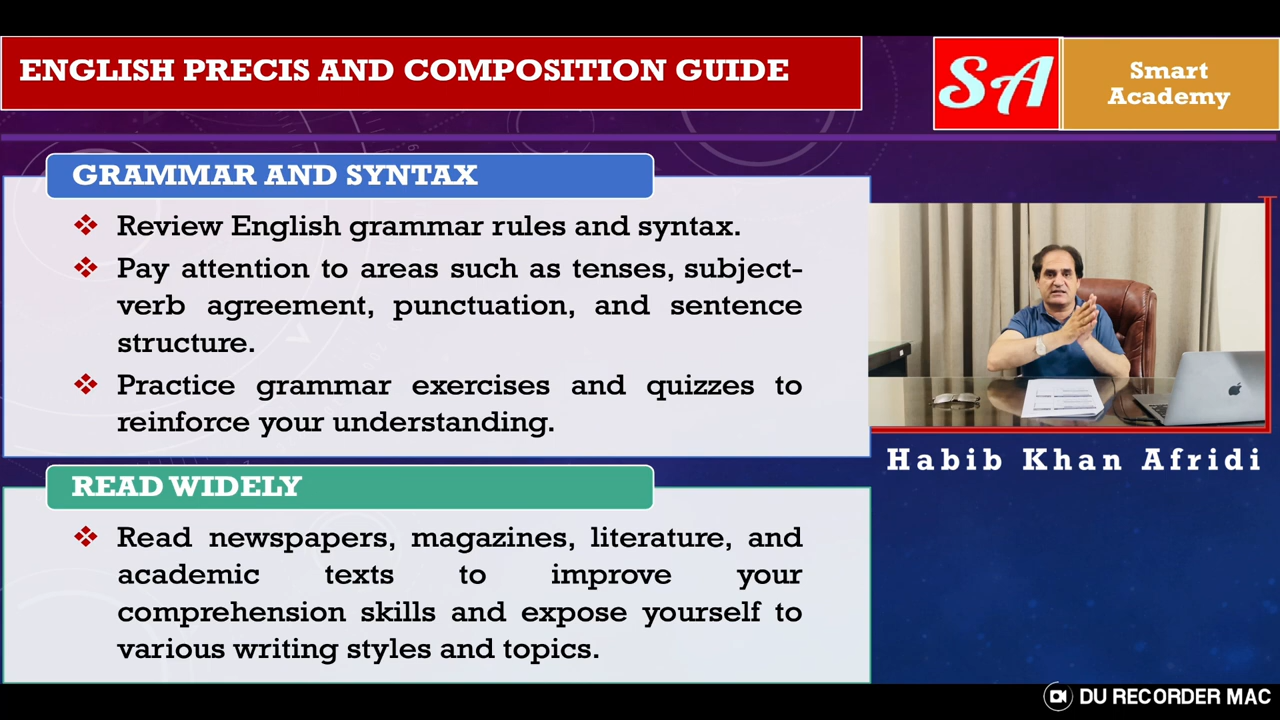 ENGLISH PRECIS AND COMPOSITION GUIDE
SA
Smart
Academy
GRAMMAR AND SYNTAX
❖ Review English grammar rules and syntax.
❖ Pay attention to areas such as tenses, subject-
verb agreement, punctuation, and sentence
structure.
❖ Practice grammar exercises and quizzes to
reinforce your understanding.
Habib Khan Afridi
READ WIDELY
❖ Read newspapers, magazines, literature, and
academic texts to improve your
comprehension skills and expose yourself to
various writing styles and topics.
DU RECORDER MAC